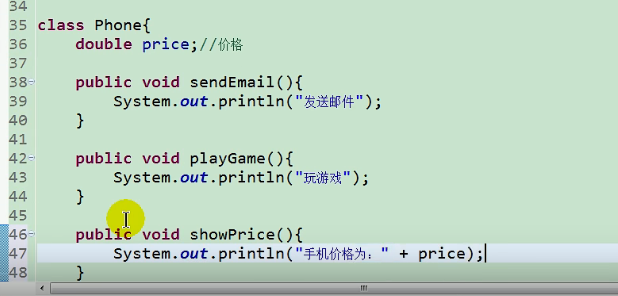 34
35 class Phone{
36     double price;//价格
37
38     public void sendEmail(){
39         System.out.println("发送邮件");
40     }
41
42     public void playGame(){
43         System.out.println("玩游戏");
44     }
45
46     public void showPrice(){
47         System.out.println("手机价格为：" + price);
48     }